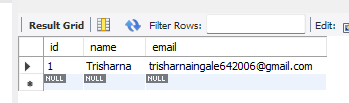 Result Grid Filter Rows: Edit:
id name email
1 Trisharna trisharnaingale642006@gmail.com
NULL NULL NULL